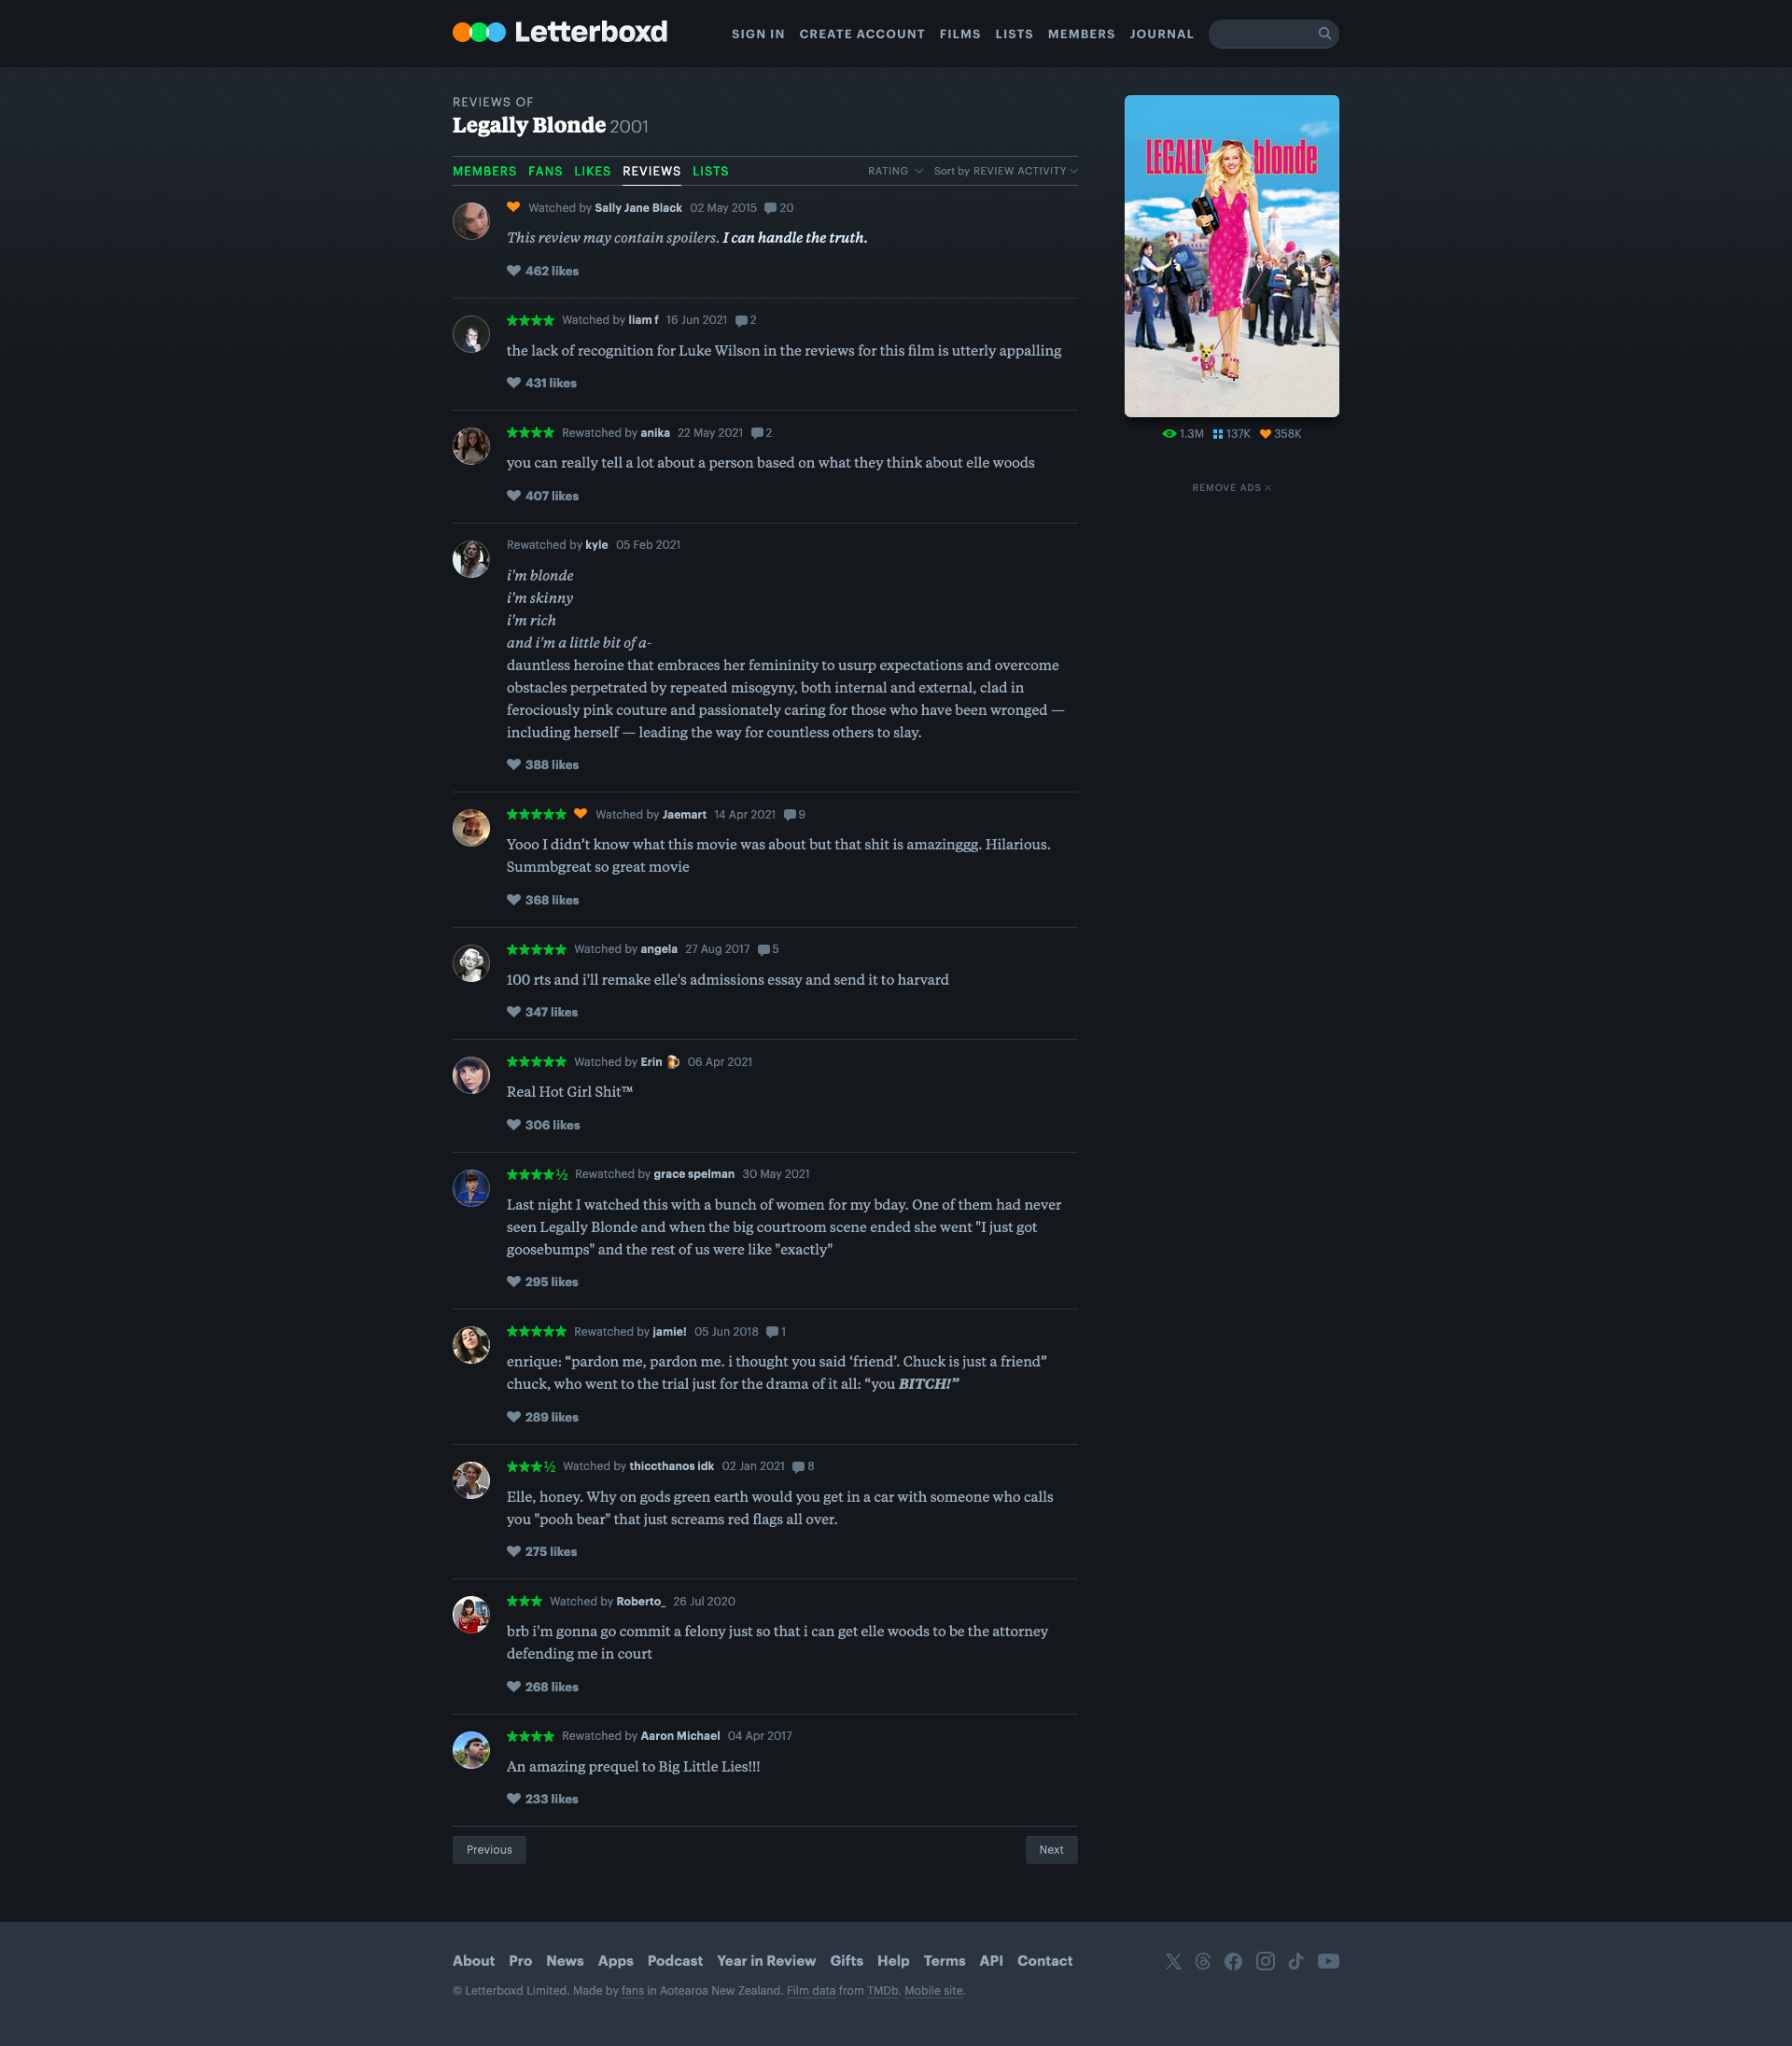 Letterboxd
SIGN IN CREATE ACCOUNT FILMS LISTS MEMBERS JOURNAL
REVIEWS OF
Legally Blonde 2001
MEMBERS FANS LIKES REVIEWS LISTS RATING Sort by REVIEW ACTIVITY
LEGALLY blonde
1.3M 137K 358K
REMOVE ADS
Watched by Sally Jane Black 02 May 2015 20
This review may contain spoilers. I can handle the truth.
462 likes
Watched by liam f 16 Jun 2021 2
the lack of recognition for Luke Wilson in the reviews for this film is utterly appalling
431 likes
Rewatched by anika 22 May 2021 2
you can really tell a lot about a person based on what they think about elle woods
407 likes
Rewatched by kyle 05 Feb 2021
i'm blonde
i'm skinny
i'm rich
and i'm a little bit of a-
dauntless heroine that embraces her femininity to usurp expectations and overcome
obstacles perpetrated by repeated misogyny, both internal and external, clad in
ferociously pink couture and passionately caring for those who have been wronged —
including herself — leading the way for countless others to slay.
388 likes
Watched by Jaemart 14 Apr 2021 9
Yooo I didn’t know what this movie was about but that shit is amazinggg. Hilarious.
Summbgreat so great movie
368 likes
Watched by angela 27 Aug 2017 5
100 rts and i'll remake elle's admissions essay and send it to harvard
347 likes
Watched by Erin 🍺 06 Apr 2021
Real Hot Girl Shit™
306 likes
½ Rewatched by grace spelman 30 May 2021
Last night I watched this with a bunch of women for my bday. One of them had never
seen Legally Blonde and when the big courtroom scene ended she went "I just got
goosebumps" and the rest of us were like "exactly"
295 likes
Rewatched by jamie! 05 Jun 2018 1
enrique: “pardon me, pardon me. i thought you said ‘friend’. Chuck is just a friend”
chuck, who went to the trial just for the drama of it all: “you BITCH!”
289 likes
½ Watched by thiccthanos idk 02 Jan 2021 8
Elle, honey. Why on gods green earth would you get in a car with someone who calls
you "pooh bear" that just screams red flags all over.
275 likes
Watched by Roberto_ 26 Jul 2020
brb i'm gonna go commit a felony just so that i can get elle woods to be the attorney
defending me in court
268 likes
Rewatched by Aaron Michael 04 Apr 2017
An amazing prequel to Big Little Lies!!!
233 likes
Previous Next
About Pro News Apps Podcast Year in Review Gifts Help Terms API Contact
© Letterboxd Limited. Made by fans in Aotearoa New Zealand. Film data from TMDb. Mobile site.